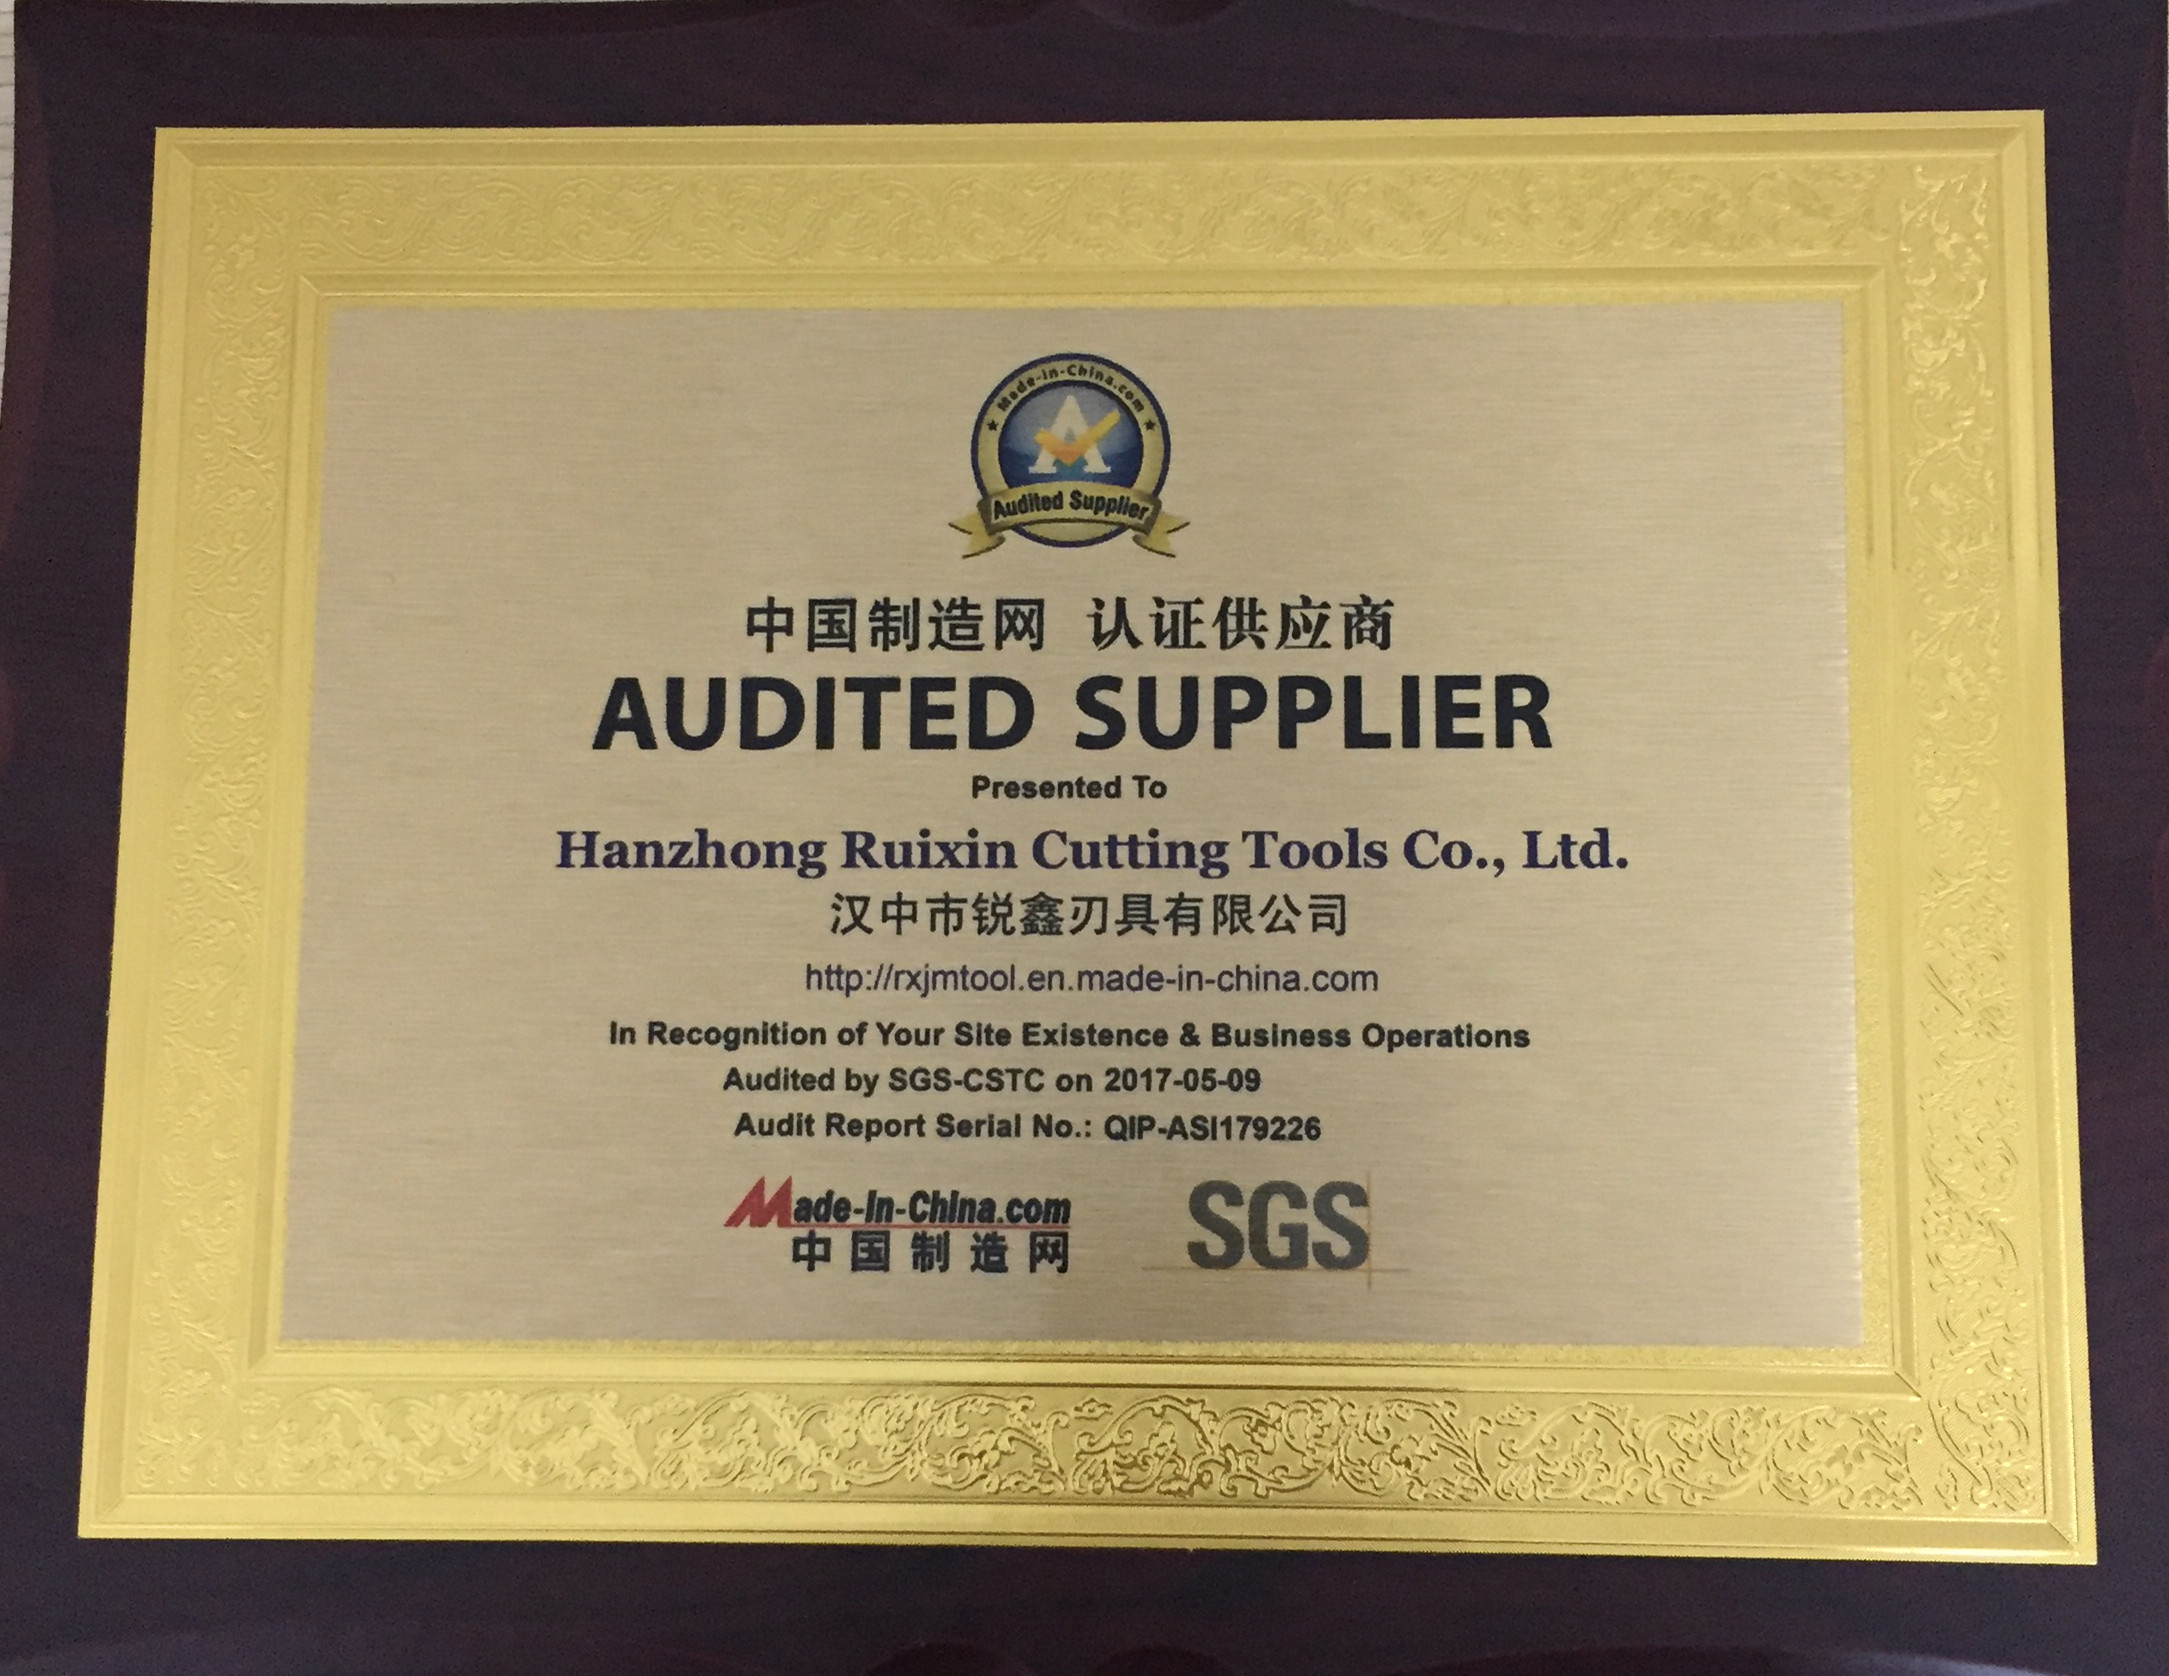 Made-in-China.com
Audited Supplier
中国制造网 认证供应商
AUDITED SUPPLIER
Presented To
Hanzhong Ruixin Cutting Tools Co., Ltd.
汉中市锐鑫刃具有限公司
http://rxjmtool.en.made-in-china.com
In Recognition of Your Site Existence & Business Operations
Audited by SGS-CSTC on 2017-05-09
Audit Report Serial No.: QIP-ASI179226
Made-in-China.com
中国制造网
SGS